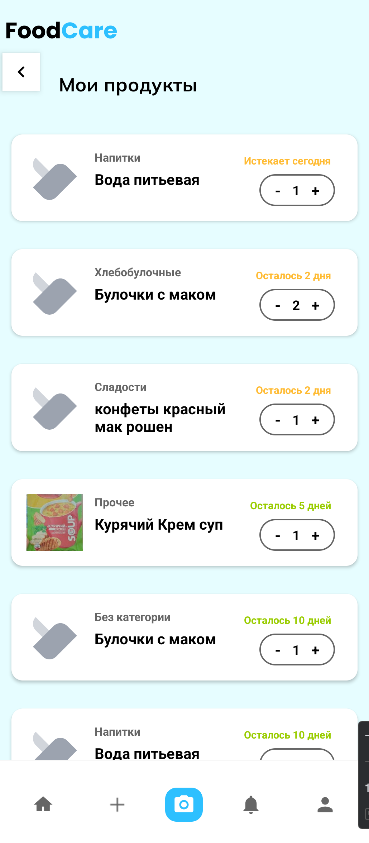 FoodCare
Мои продукты
Напитки
Истекает сегодня
Вода питьевая
- 1 +
Хлебобулочные
Осталось 2 дня
Булочки с маком
- 2 +
Сладости
Осталось 2 дня
конфеты красный
мак рошен
- 1 +
Прочее
Осталось 5 дней
Курячий Крем суп
- 1 +
SOUP
Без категории
Осталось 10 дней
Булочки с маком
- 1 +
Напитки
Осталось 10 дней
Вода питьевая